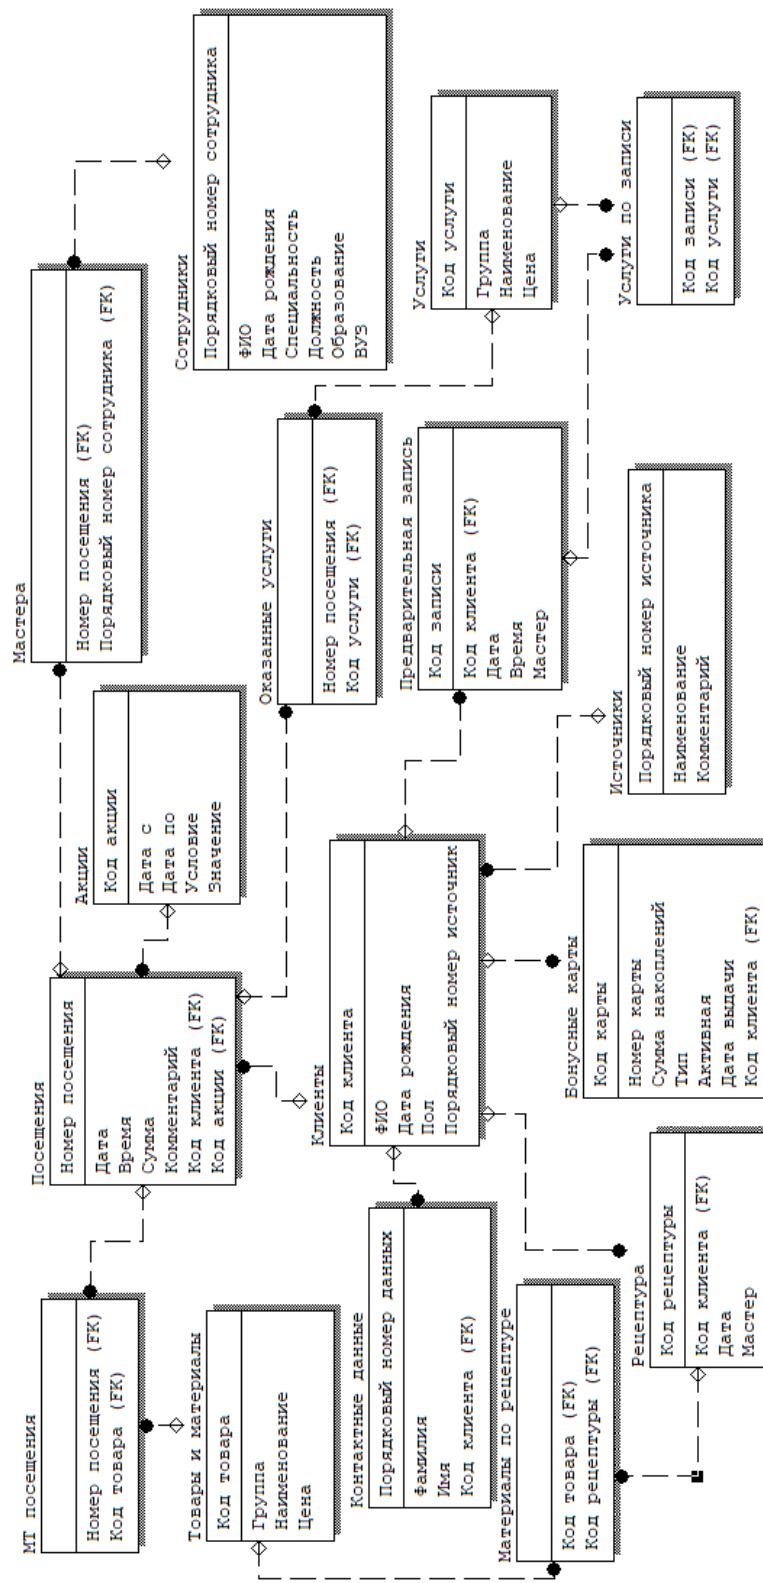 МТ посещения
Номер посещения (FK)
Код товара (FK)
Посещения
Номер посещения
Дата
Время
Сумма
Комментарий
Код клиента (FK)
Код акции (FK)
Акции
Код акции
Дата с
Дата по
Условие
Значение
Мастера
Номер посещения (FK)
Порядковый номер сотрудника (FK)
Сотрудники
Порядковый номер сотрудника
ФИО
Дата рождения
Специальность
Должность
Образование
ВУЗ
Товары и материалы
Код товара
Группа
Наименование
Цена
Оказанные услуги
Номер посещения (FK)
Код услуги (FK)
Контактные данные
Порядковый номер данных
Фамилия
Имя
Код клиента (FK)
Клиенты
Код клиента
ФИО
Дата рождения
Пол
Порядковый номер источник
Предварительная запись
Код записи
Код клиента (FK)
Дата
Время
Мастер
Услуги
Код услуги
Группа
Наименование
Цена
Материалы по рецептуре
Код товара (FK)
Код рецептуры (FK)
Рецептура
Код рецептуры
Код клиента (FK)
Дата
Мастер
Бонусные карты
Код карты
Номер карты
Сумма накоплений
Тип
Активная
Дата выдачи
Код клиента (FK)
Источники
Порядковый номер источника
Наименование
Комментарий
Услуги по записи
Код записи (FK)
Код услуги (FK)